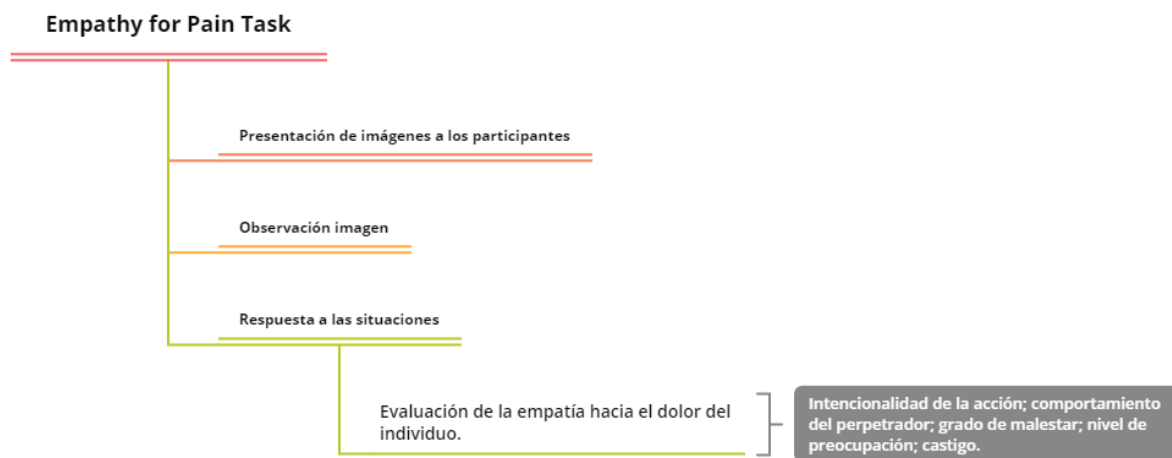 Empathy for Pain Task
Presentación de imágenes a los participantes
Observación imagen
Respuesta a las situaciones
Evaluación de la empatía hacia el dolor del
individuo.
Intencionalidad de la acción; comportamiento
del perpetrador; grado de malestar; nivel de
preocupación; castigo.